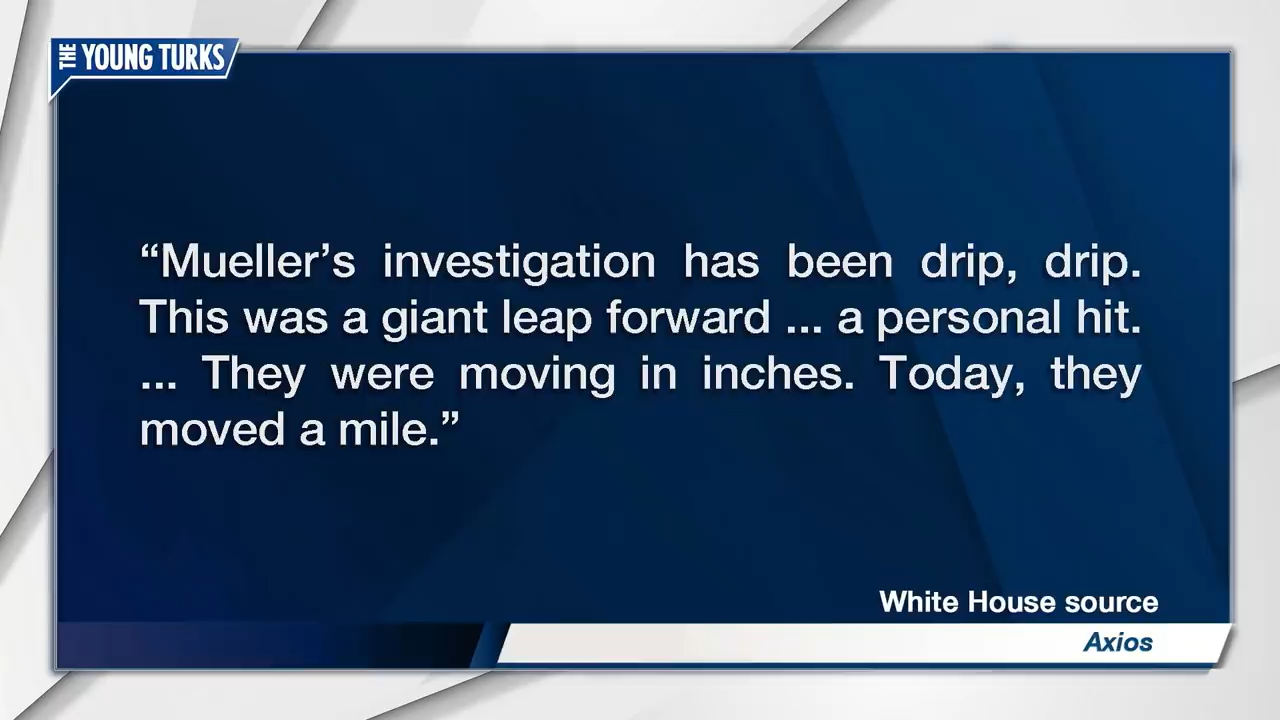 THE YOUNG TURKS
“Mueller’s investigation has been drip, drip.
This was a giant leap forward ... a personal hit.
... They were moving in inches. Today, they
moved a mile.”
White House source
Axios